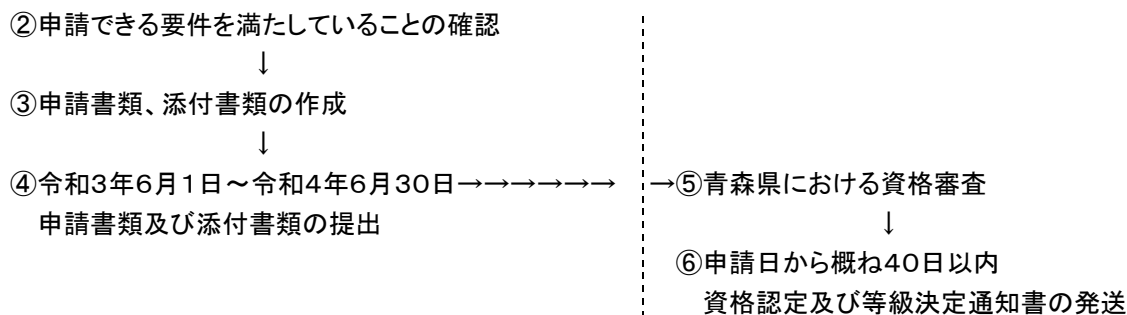 ②申請できる要件を満たしていることの確認
↓
③申請書類、添付書類の作成
↓
④令和3年6月1日～令和4年6月30日→→→→→→ →⑤青森県における資格審査
申請書類及び添付書類の提出
↓
⑥申請日から概ね40日以内
資格認定及び等級決定通知書の発送